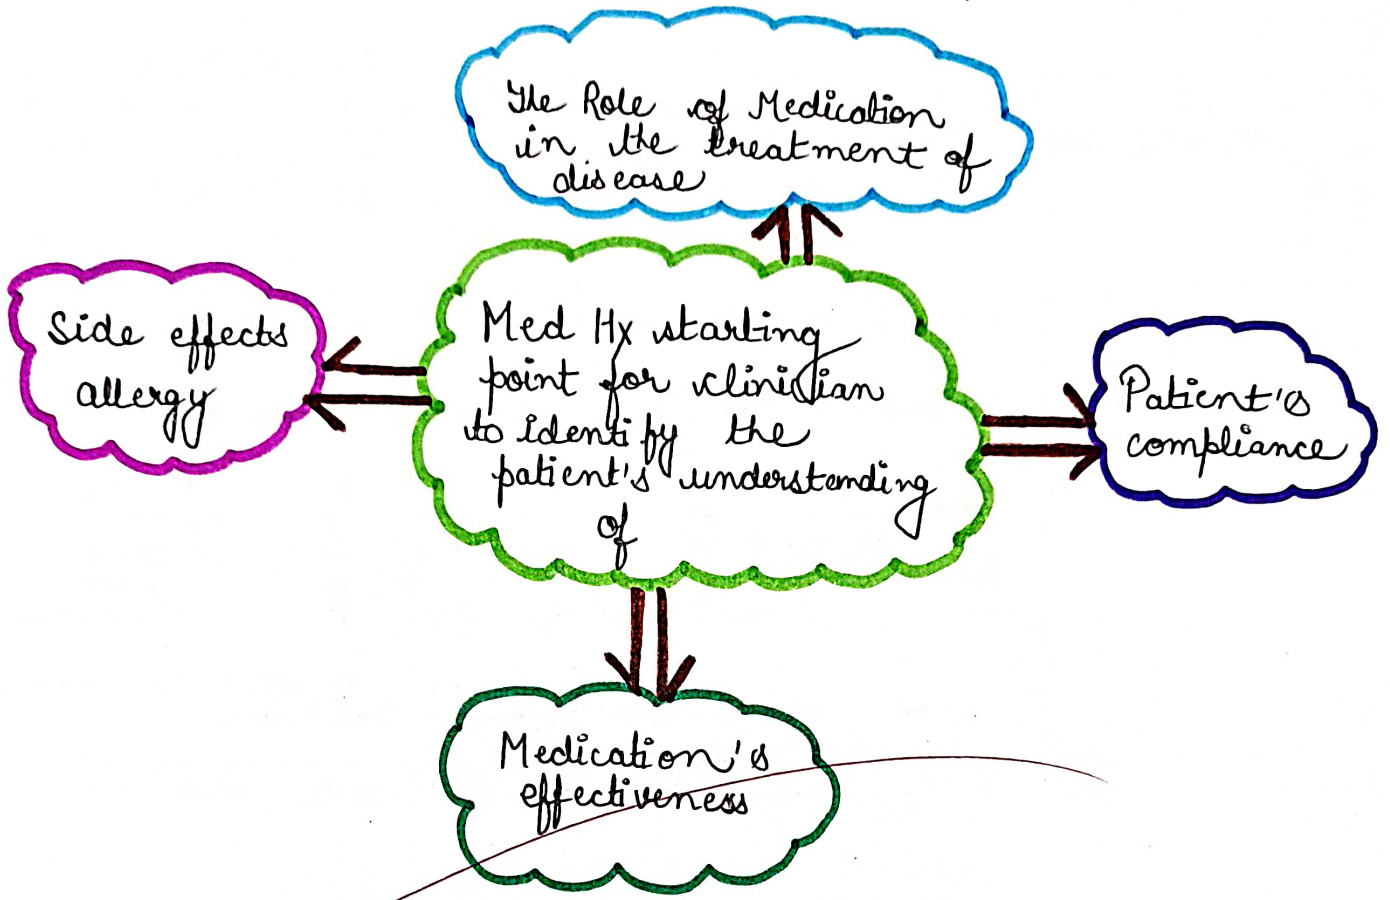 The Role of Medication
in the treatment of
disease
Side effects
allergy
Med Hx starting
point for clinician
to identify the
patient's understanding
of
Patient's
compliance
Medication's
effectiveness